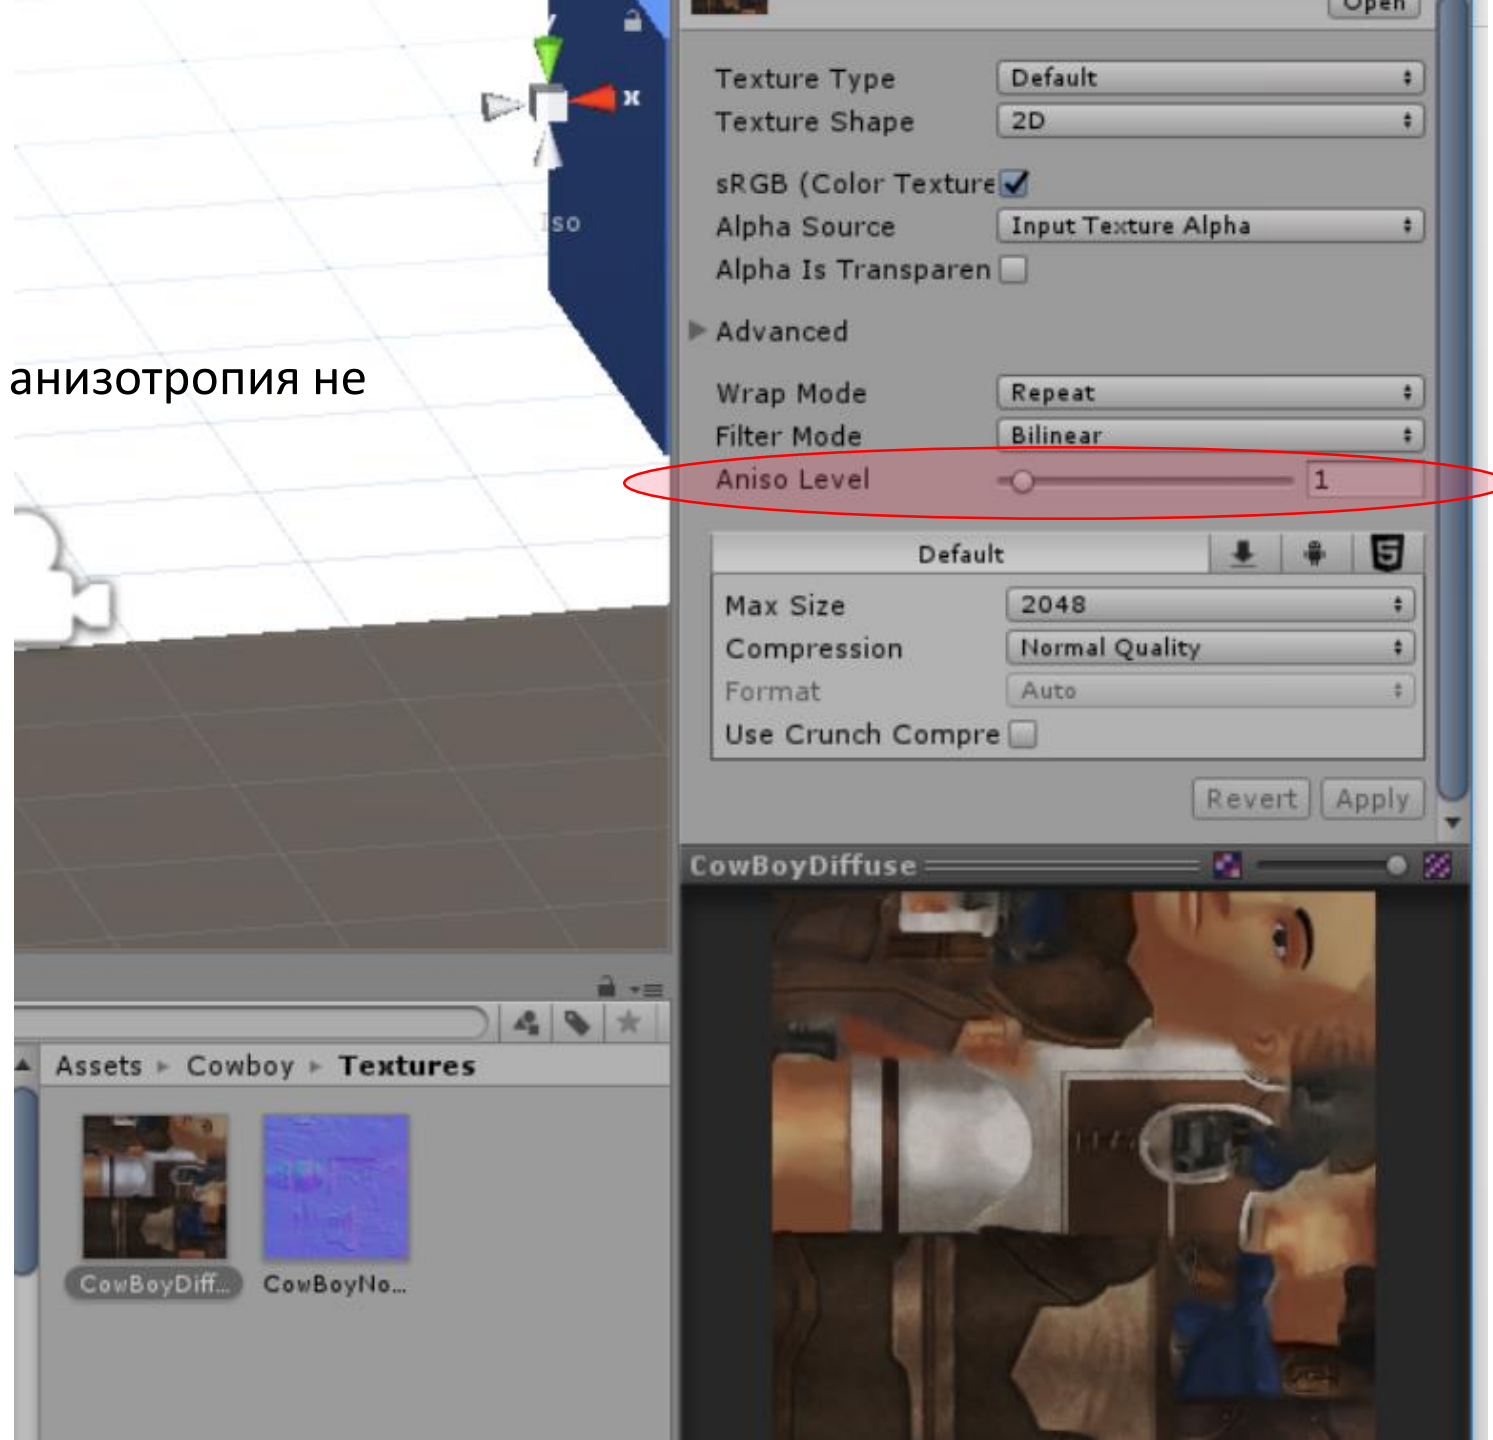 Open
y
x
Iso
Texture Type Default
Texture Shape 2D
sRGB (Color Texture
Alpha Source Input Texture Alpha
Alpha Is Transparen
Advanced
анизотропия не
Wrap Mode Repeat
Filter Mode Bilinear
Aniso Level 1
Default
Max Size 2048
Compression Normal Quality
Format Auto
Use Crunch Compre
Revert Apply
CowBoyDiffuse
Assets Cowboy Textures
CowBoyDiff... CowBoyNo...